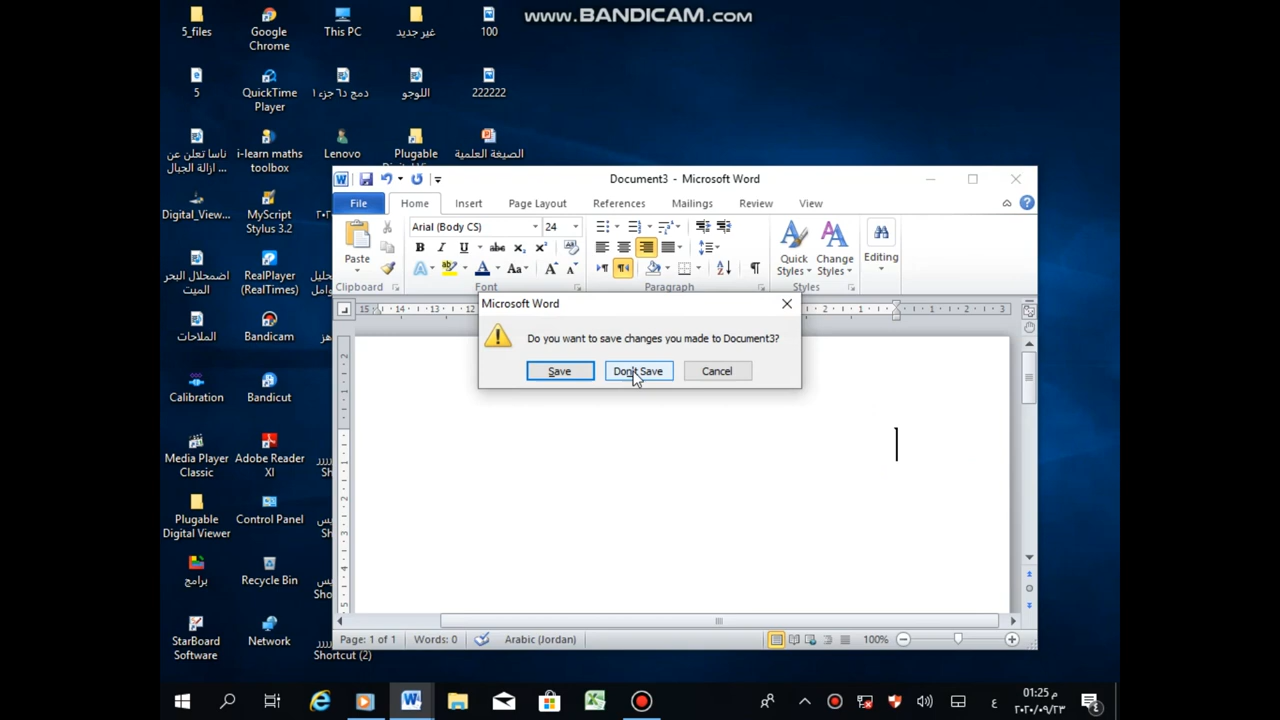 www.BANDICAM.com
5_files
Google Chrome
This PC
غير جديد
100
5
QuickTime Player
دمج د٦ جزء ١
اللوجو
222222
ناسا تعلن عن
ازالة الجبال
i-learn maths toolbox
Lenovo
Plugable
الصيغة العلمية
Digital_View...
MyScript Stylus 3.2
اضمحلال البحر
الميت
RealPlayer (RealTimes)
الملاحات
Bandicam
Calibration
Bandicut
Media Player Classic
Adobe Reader XI
Plugable Digital Viewer
Control Panel
برامج
Recycle Bin
StarBoard Software
Network
Shortcut (2)
Document3 - Microsoft Word
File Home Insert Page Layout References Mailings Review View
Arial (Body CS) 24
Paste
Quick Styles
Change Styles
Editing
Clipboard Font Paragraph Styles
Microsoft Word
Do you want to save changes you made to Document3?
Save Don't Save Cancel
Page: 1 of 1 Words: 0 Arabic (Jordan) 100%
ع
01:25 م
٢٠٢٠/٠٩/٢٣